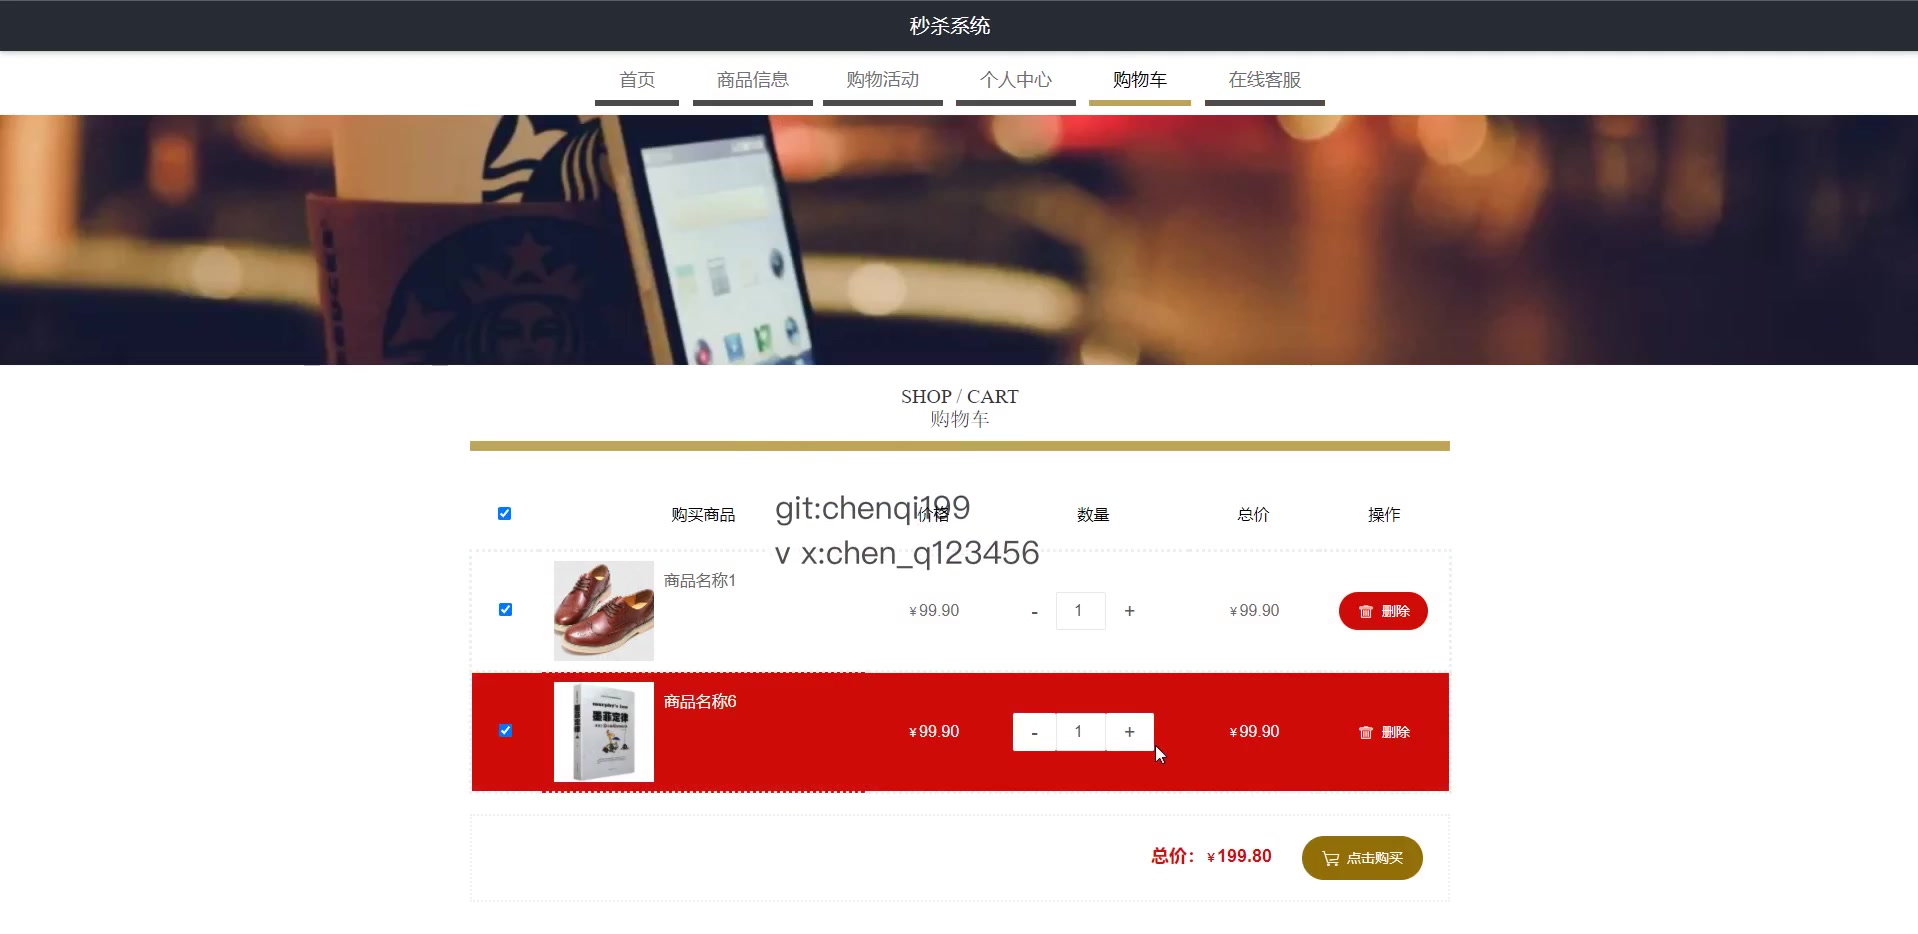 秒杀系统
首页 商品信息 购物活动 个人中心 购物车 在线客服
SHOP / CART
购物车
git:chenqi199
购买商品 价格 数量 总价 操作
v x:chen_q123456
商品名称1
¥99.90 - 1 + ¥99.90 删除
墨菲定律
商品名称6
¥99.90 - 1 + ¥99.90 删除
总价：¥199.80 点击购买